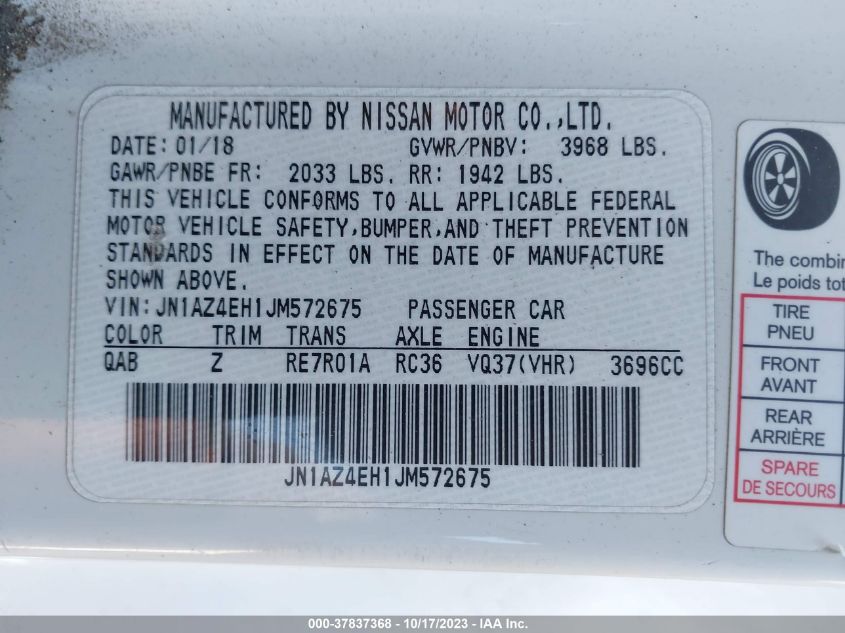 MANUFACTURED BY NISSAN MOTOR CO.,LTD.
DATE: 01/18 GVWR/PNBV: 3968 LBS.
GAWR/PNBE FR: 2033 LBS. RR: 1942 LBS.
THIS VEHICLE CONFORMS TO ALL APPLICABLE FEDERAL
MOTOR VEHICLE SAFETY,BUMPER,AND THEFT PREVENTION
STANDARDS IN EFFECT ON THE DATE OF MANUFACTURE
SHOWN ABOVE.
VIN:JN1AZ4EH1JM572675 PASSENGER CAR
COLOR TRIM TRANS AXLE ENGINE
QAB Z RE7R01A RC36 VQ37(VHR) 3696CC
JN1AZ4EH1JM572675
The combin
Le poids tot
TIRE
PNEU
FRONT
AVANT
REAR
ARRIÈRE
SPARE
DE SECOURS
000-37837368 - 10/17/2023 - IAA Inc.